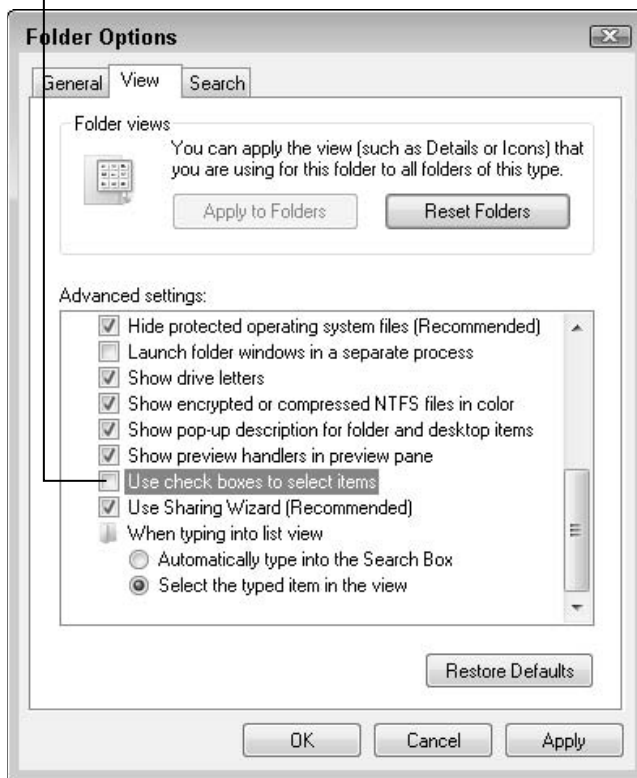 Folder Options
General View Search
Folder views
You can apply the view (such as Details or Icons) that
you are using for this folder to all folders of this type.
Apply to Folders Reset Folders
Advanced settings:
Hide protected operating system files (Recommended)
Launch folder windows in a separate process
Show drive letters
Show encrypted or compressed NTFS files in color
Show pop-up description for folder and desktop items
Show preview handlers in preview pane
Use check boxes to select items
Use Sharing Wizard (Recommended)
When typing into list view
Automatically type into the Search Box
Select the typed item in the view
Restore Defaults
OK Cancel Apply